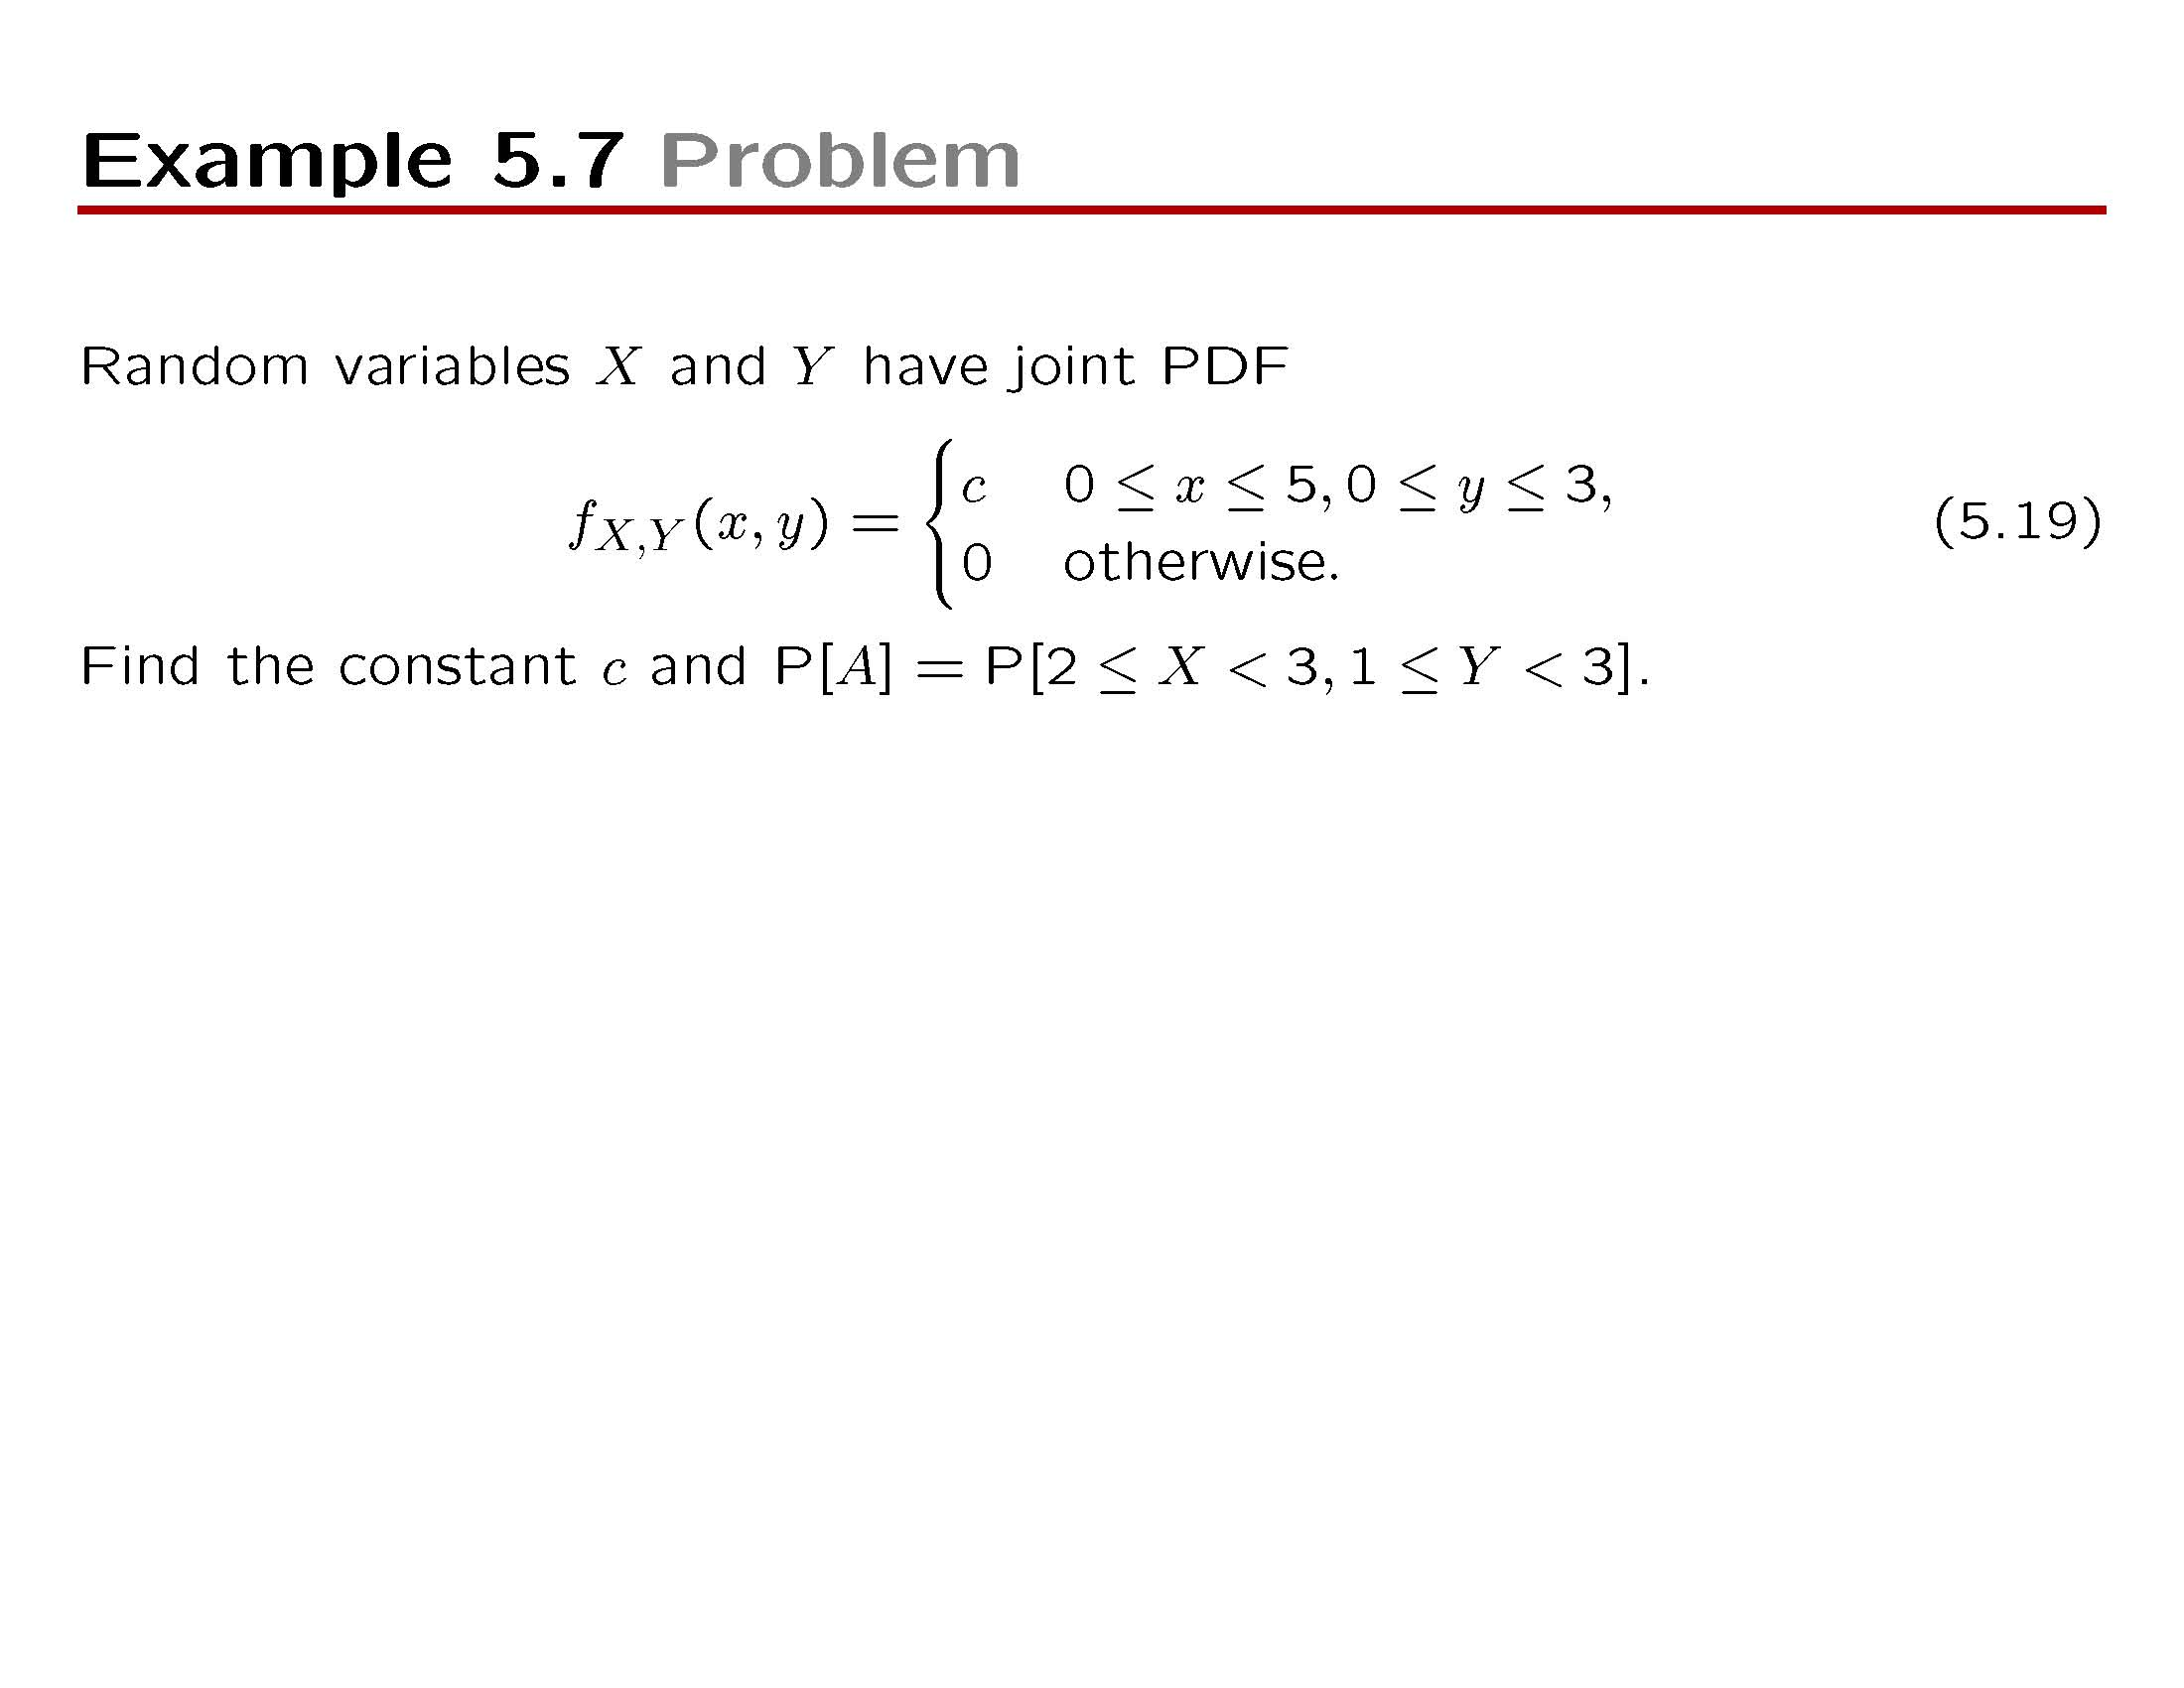 Example 5.7 Problem
Random variables X and Y have joint PDF
f_{X,Y}(x, y) = { c 0 ≤ x ≤ 5, 0 ≤ y ≤ 3,
0 otherwise.
(5.19)
Find the constant c and P[A] = P[2 ≤ X < 3, 1 ≤ Y < 3].